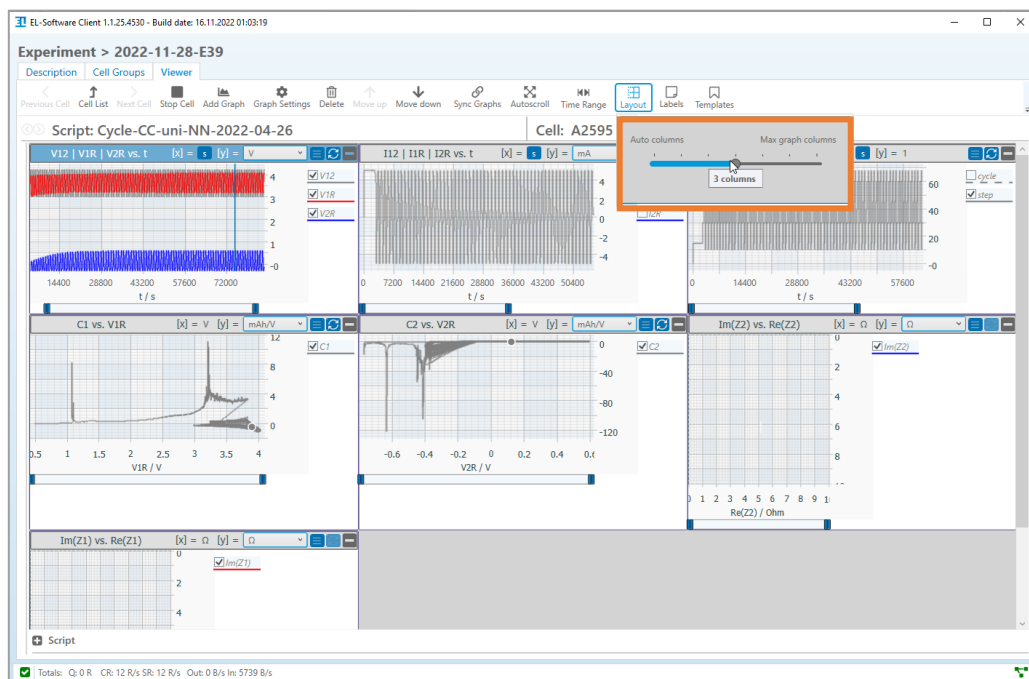 EL-Software Client 1.1.25.4530 - Build date: 16.11.2022 01:03:19
Experiment > 2022-11-28-E39
Description Cell Groups Viewer
Previous Cell Cell List Next Cell Stop Cell Add Graph Graph Settings Delete Move up Move down Sync Graphs Autoscroll Time Range Layout Labels Templates
Script: Cycle-CC-uni-NN-2022-04-26 Cell: A2595
Auto columns Max graph columns
3 columns
V12 | V1R | V2R vs. t [x] = s [y] = V
V12
V1R
V2R
4
3
2
1
-0
14400 28800 43200 57600 72000
t / s
I12 | I1R | I2R vs. t [x] = s [y] = mA
I2R
4
2
0
-2
-4
0 7200 14400 21600 28800 36000 43200 50400
t / s
s [y] = 1
cycle
step
60
40
20
-0
0 14400 28800 43200 57600
t / s
C1 vs. V1R [x] = V [y] = mAh/V
C1
12
8
4
0
0.5 1 1.5 2 2.5 3 3.5 4
V1R / V
C2 vs. V2R [x] = V [y] = mAh/V
C2
0
-40
-80
-120
-0.6 -0.4 -0.2 0 0.2 0.4
V2R / V
Im(Z2) vs. Re(Z2) [x] = Ω [y] = Ω
Im(Z2)
0
2
4
6
8
1 2 3 4 5 6 7 8 9
Re(Z2) / Ohm
Im(Z1) vs. Re(Z1) [x] = Ω [y] = Ω
Im(Z1)
0
2
4
Script
Totals: Q: 0 R CR: 12 R/s SR: 12 R/s Out: 0 B/s In: 5739 B/s